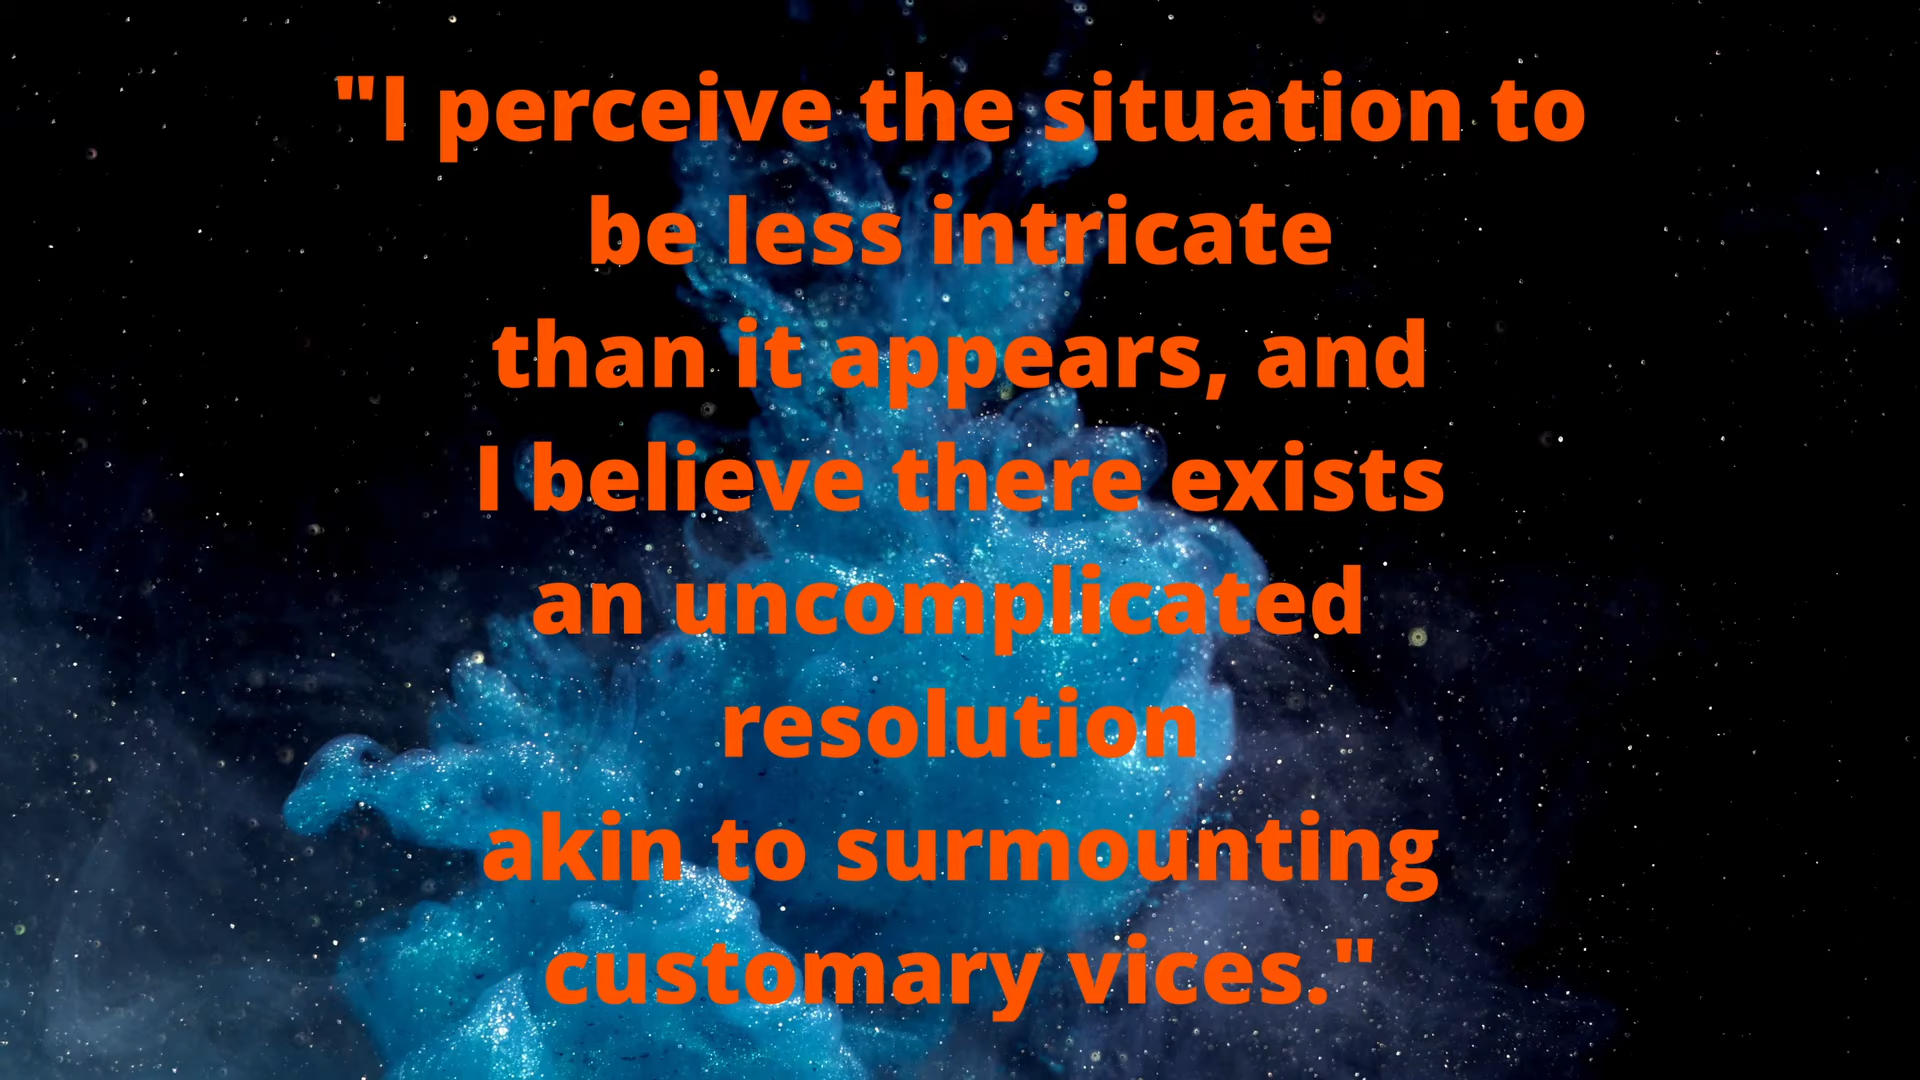 "I perceive the situation to
be less intricate
than it appears, and
I believe there exists
an uncomplicated
resolution
akin to surmounting
customary vices."